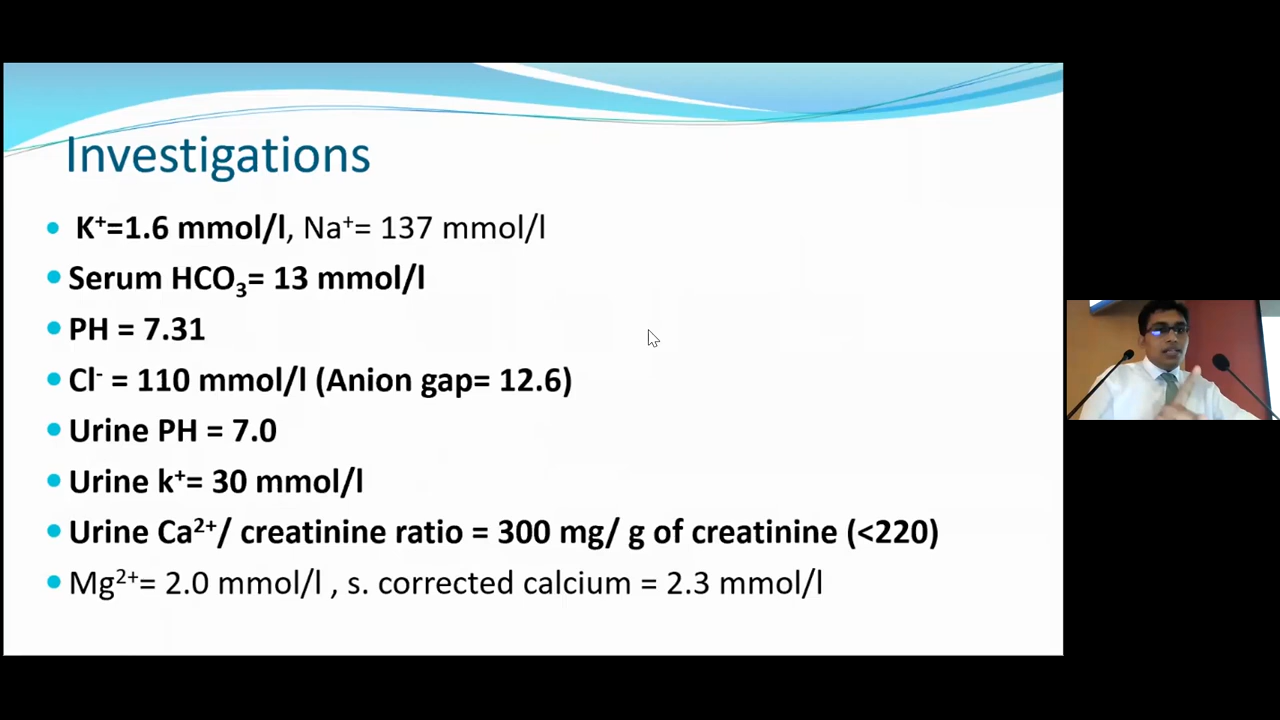 Investigations
K⁺=1.6 mmol/l, Na⁺= 137 mmol/l
Serum HCO₃= 13 mmol/l
PH = 7.31
Cl⁻ = 110 mmol/l (Anion gap= 12.6)
Urine PH = 7.0
Urine k⁺= 30 mmol/l
Urine Ca²⁺/ creatinine ratio = 300 mg/ g of creatinine (<220)
Mg²⁺= 2.0 mmol/l , s. corrected calcium = 2.3 mmol/l